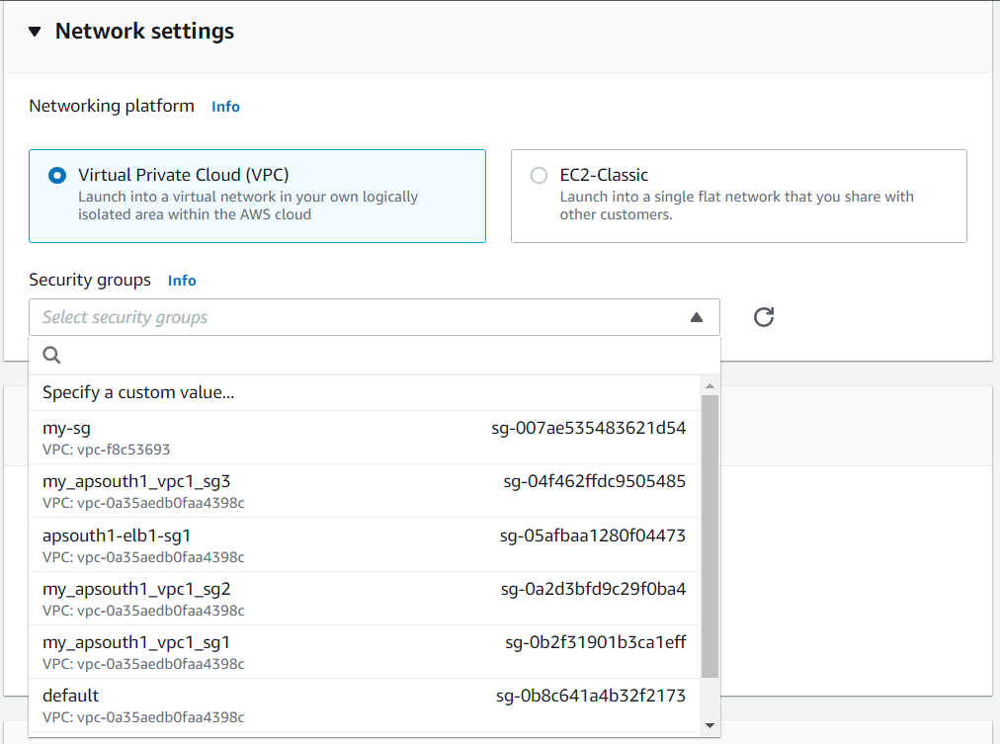 Network settings
Networking platform Info
Virtual Private Cloud (VPC)
Launch into a virtual network in your own logically
isolated area within the AWS cloud
EC2-Classic
Launch into a single flat network that you share with
other customers.
Security groups Info
Select security groups
Specify a custom value...
my-sg sg-007ae535483621d54
VPC: vpc-f8c53693
my_apsouth1_vpc1_sg3 sg-04f462ffdc9505485
VPC: vpc-0a35aedb0faa4398c
apsouth1-elb1-sg1 sg-05afbaa1280f04473
VPC: vpc-0a35aedb0faa4398c
my_apsouth1_vpc1_sg2 sg-0a2d3bfd9c29f0ba4
VPC: vpc-0a35aedb0faa4398c
my_apsouth1_vpc1_sg1 sg-0b2f31901b3ca1eff
VPC: vpc-0a35aedb0faa4398c
default sg-0b8c641a4b32f2173
VPC: vpc-0a35aedb0faa4398c